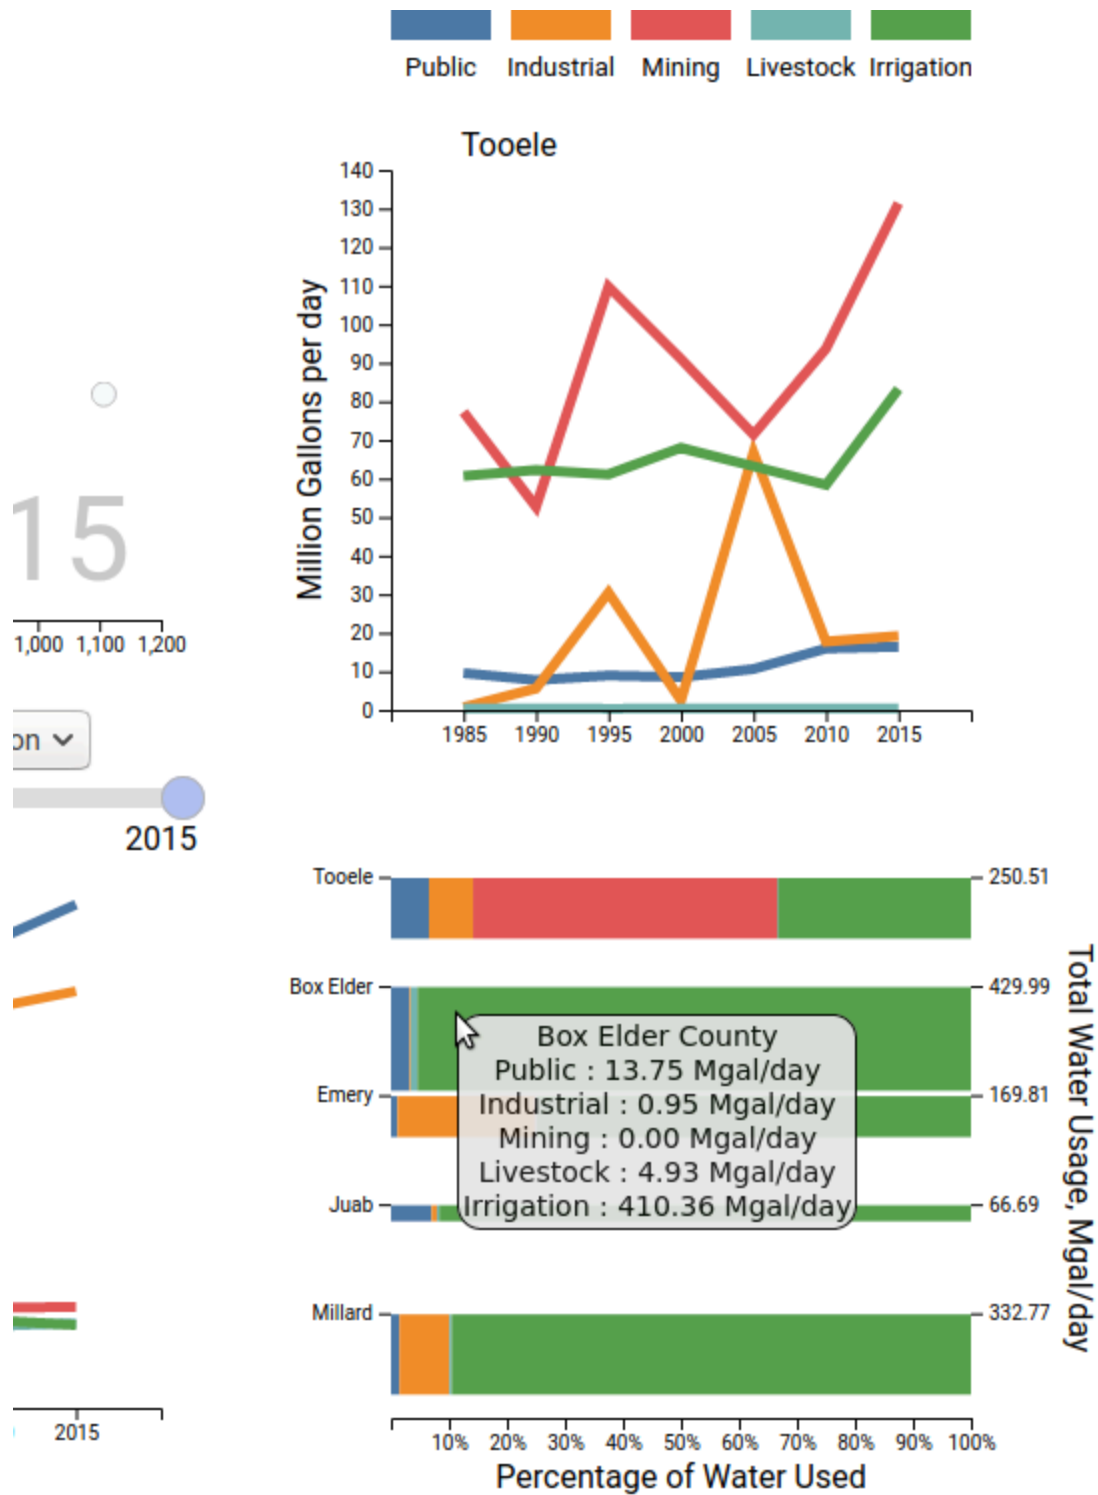 Public Industrial Mining Livestock Irrigation
Tooele
140
130
120
110
100
90
80
70
60
50
40
30
20
10
0
Million Gallons per day
1985 1990 1995 2000 2005 2010 2015
15
1,000 1,100 1,200
on
2015
2015
Tooele 250.51
Box Elder 429.99
Emery 169.81
Juab 66.69
Millard 332.77
Box Elder County
Public : 13.75 Mgal/day
Industrial : 0.95 Mgal/day
Mining : 0.00 Mgal/day
Livestock : 4.93 Mgal/day
Irrigation : 410.36 Mgal/day
Total Water Usage, Mgal/day
10% 20% 30% 40% 50% 60% 70% 80% 90% 100%
Percentage of Water Used